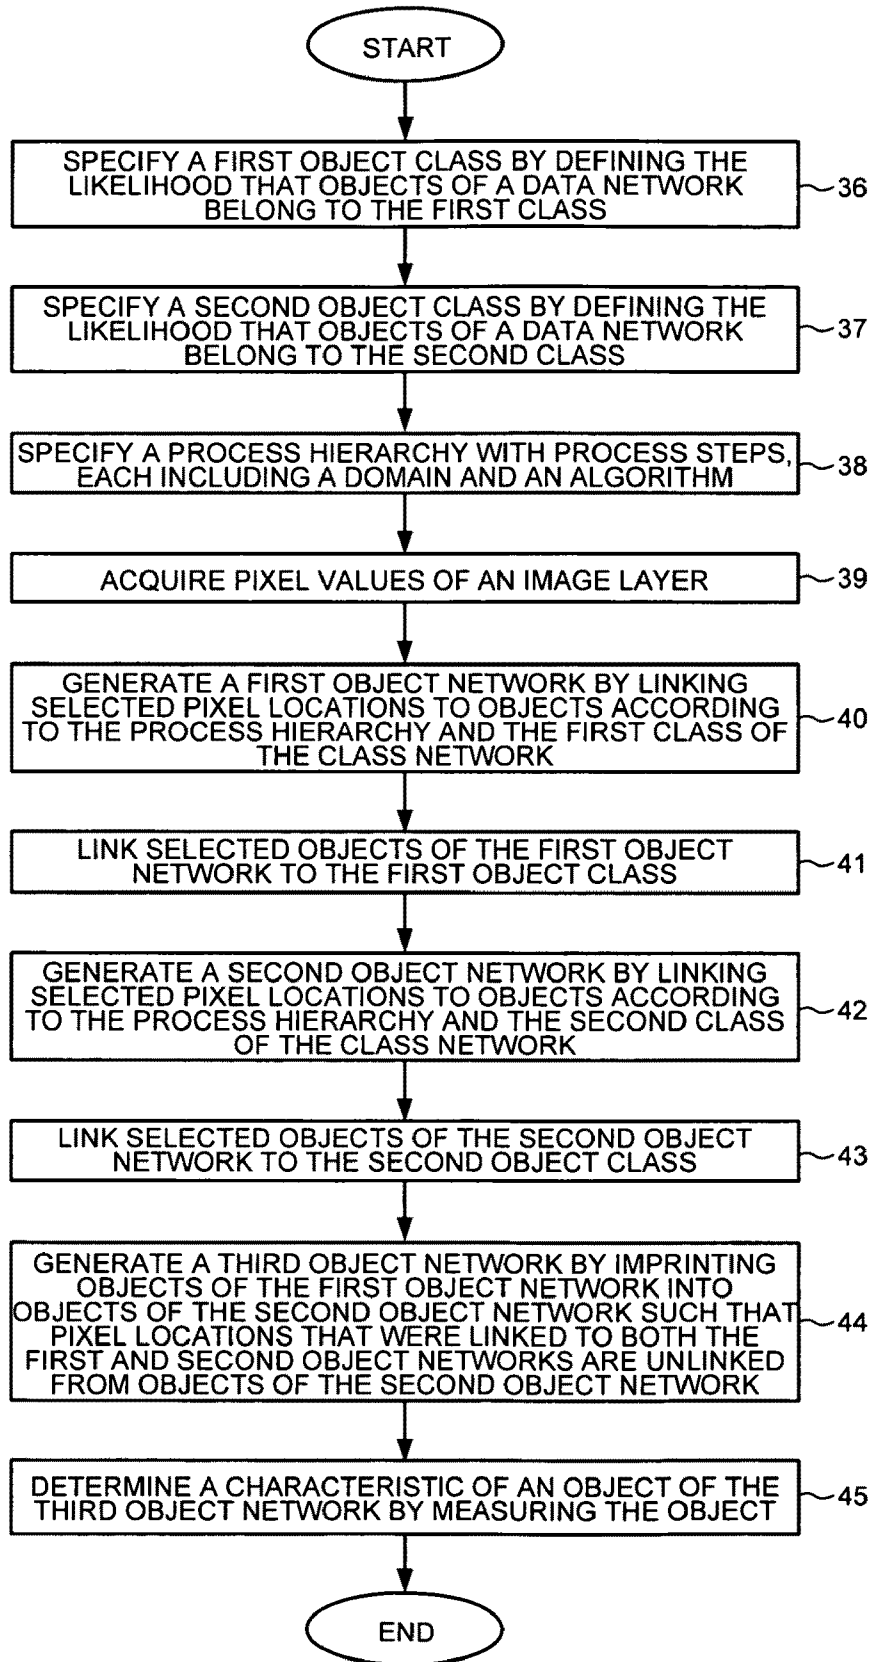 START
SPECIFY A FIRST OBJECT CLASS BY DEFINING THE
LIKELIHOOD THAT OBJECTS OF A DATA NETWORK
BELONG TO THE FIRST CLASS
36
SPECIFY A SECOND OBJECT CLASS BY DEFINING THE
LIKELIHOOD THAT OBJECTS OF A DATA NETWORK
BELONG TO THE SECOND CLASS
37
SPECIFY A PROCESS HIERARCHY WITH PROCESS STEPS,
EACH INCLUDING A DOMAIN AND AN ALGORITHM
38
ACQUIRE PIXEL VALUES OF AN IMAGE LAYER
39
GENERATE A FIRST OBJECT NETWORK BY LINKING
SELECTED PIXEL LOCATIONS TO OBJECTS ACCORDING
TO THE PROCESS HIERARCHY AND THE FIRST CLASS OF
THE CLASS NETWORK
40
LINK SELECTED OBJECTS OF THE FIRST OBJECT
NETWORK TO THE FIRST OBJECT CLASS
41
GENERATE A SECOND OBJECT NETWORK BY LINKING
SELECTED PIXEL LOCATIONS TO OBJECTS ACCORDING
TO THE PROCESS HIERARCHY AND THE SECOND CLASS
OF THE CLASS NETWORK
42
LINK SELECTED OBJECTS OF THE SECOND OBJECT
NETWORK TO THE SECOND OBJECT CLASS
43
GENERATE A THIRD OBJECT NETWORK BY IMPRINTING
OBJECTS OF THE FIRST OBJECT NETWORK INTO
OBJECTS OF THE SECOND OBJECT NETWORK SUCH THAT
PIXEL LOCATIONS THAT WERE LINKED TO BOTH THE
FIRST AND SECOND OBJECT NETWORKS ARE UNLINKED
FROM OBJECTS OF THE SECOND OBJECT NETWORK
44
DETERMINE A CHARACTERISTIC OF AN OBJECT OF THE
THIRD OBJECT NETWORK BY MEASURING THE OBJECT
45
END